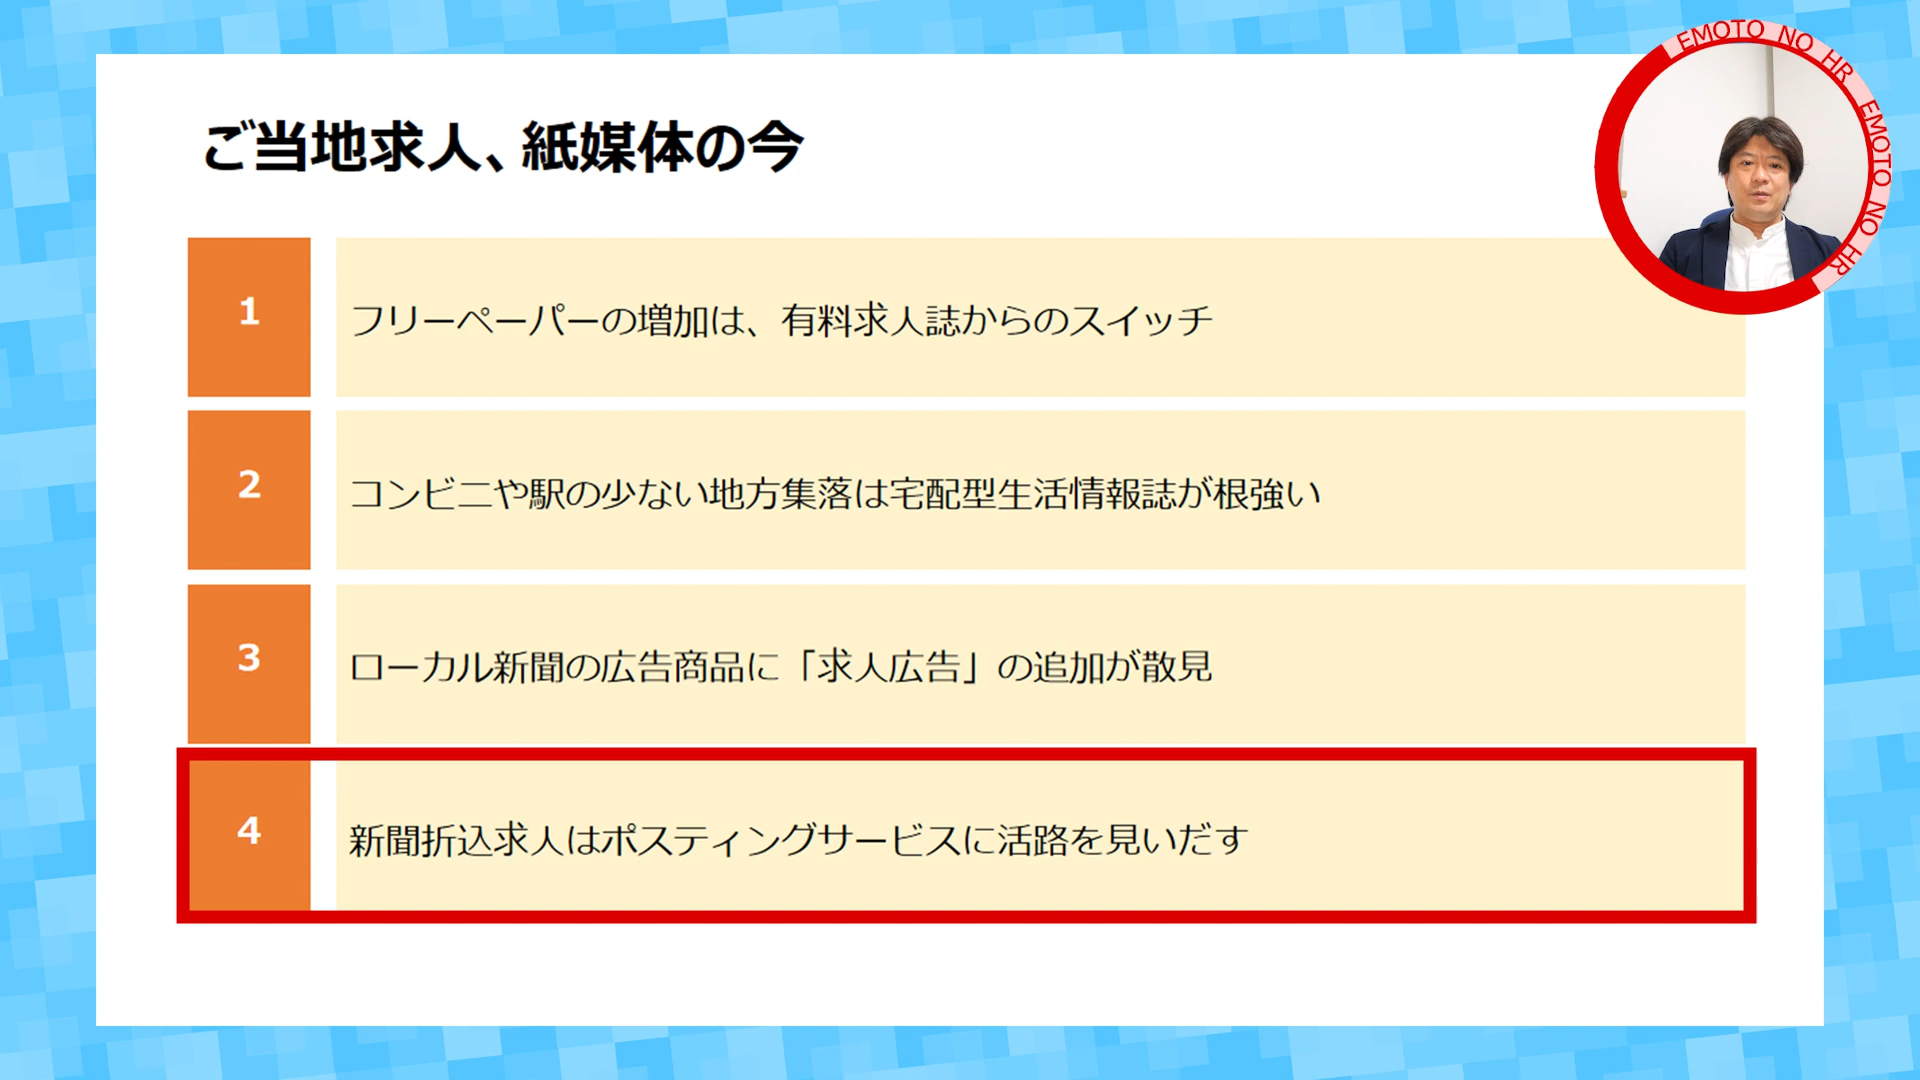 ご当地求人、紙媒体の今
EMOTO NO HR EMOTO NO HR
1
フリーペーパーの増加は、有料求人誌からのスイッチ
2
コンビニや駅の少ない地方集落は宅配型生活情報誌が根強い
3
ローカル新聞の広告商品に「求人広告」の追加が散見
4
新聞折込求人はポスティングサービスに活路を見いだす